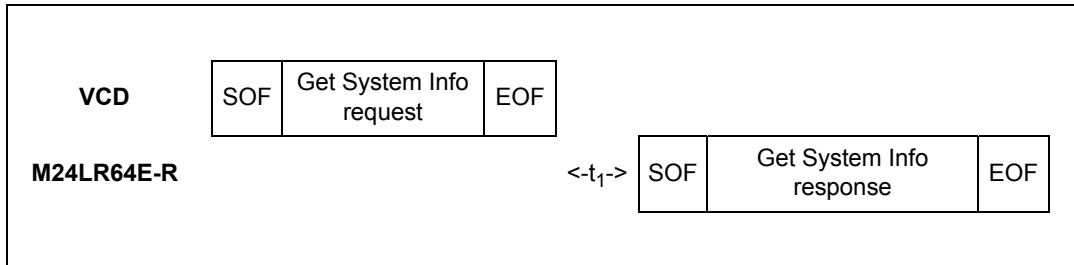 VCD
SOF
Get System Info
request
EOF
M24LR64E-R
<-t₁->
SOF
Get System Info
response
EOF